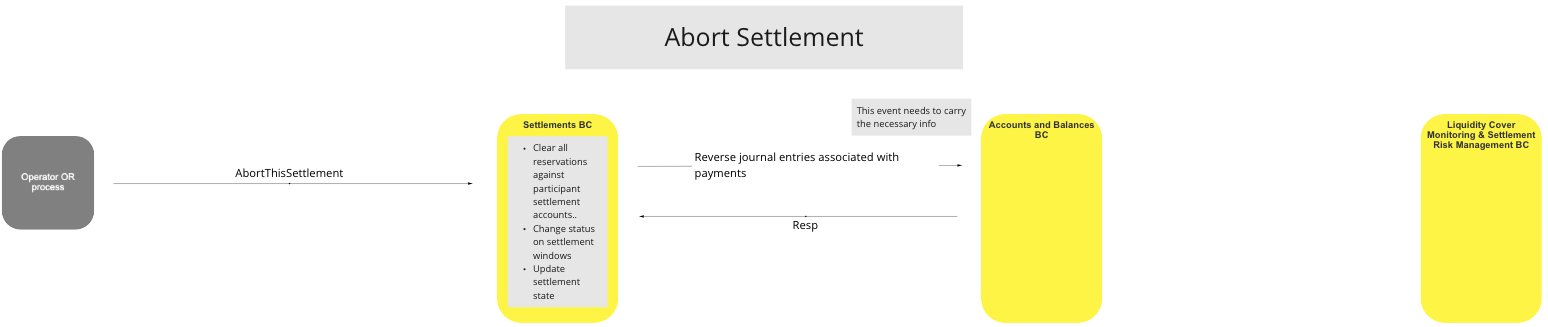 Abort Settlement
This event needs to carry
the necessary info
Operator OR
process
AbortThisSettlement
Settlements BC
• Clear all
reservations
against
participant
settlement
accounts..
• Change status
on settlement
windows
• Update
settlement
state
Reverse journal entries associated with
payments
Resp
Accounts and Balances
BC
Liquidity Cover
Monitoring & Settlement
Risk Management BC